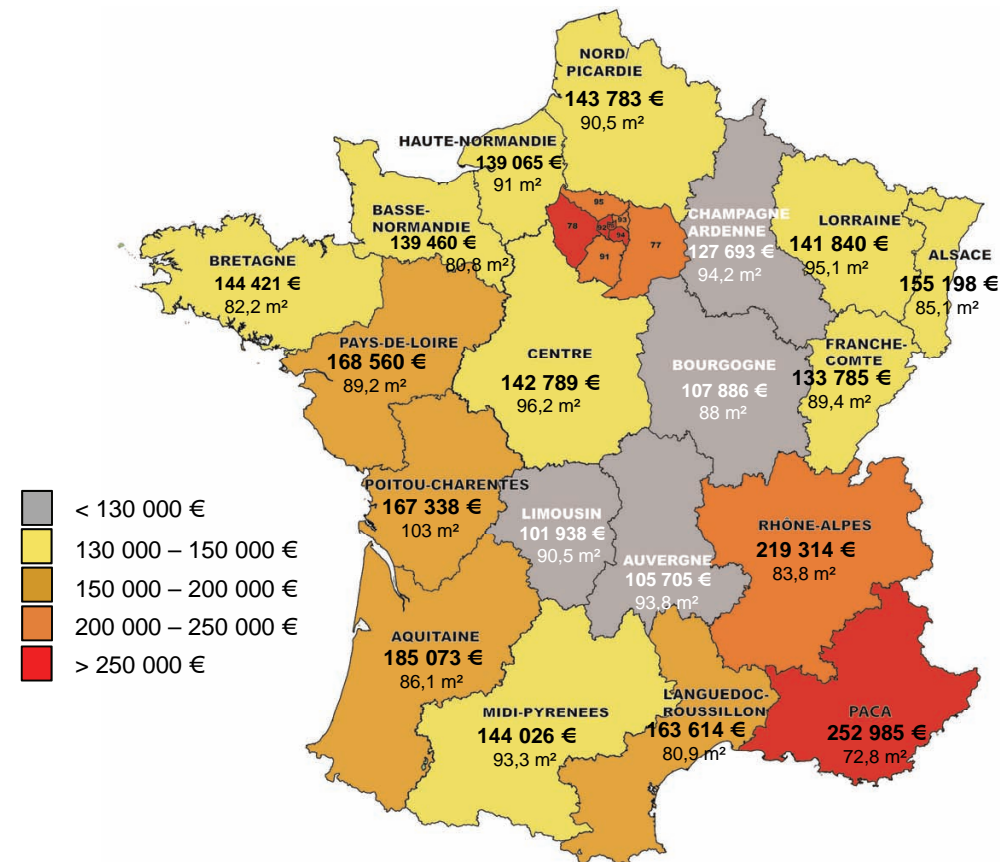 NORD/
PICARDIE
143 783 €
90,5 m²
HAUTE-NORMANDIE
139 065 €
91 m²
BASSE-
NORMANDIE
139 460 €
80,8 m²
BRETAGNE
144 421 €
82,2 m²
95
78
92
93
94
91
77
CHAMPAGNE
ARDENNE
127 693 €
94,2 m²
LORRAINE
141 840 €
95,1 m²
ALSACE
155 198 €
85,1 m²
PAYS-DE-LOIRE
168 560 €
89,2 m²
CENTRE
142 789 €
96,2 m²
BOURGOGNE
107 886 €
88 m²
FRANCHE-
COMTE
133 785 €
89,4 m²
POITOU-CHARENTES
167 338 €
103 m²
LIMOUSIN
101 938 €
90,5 m²
AUVERGNE
105 705 €
93,8 m²
RHÔNE-ALPES
219 314 €
83,8 m²
AQUITAINE
185 073 €
86,1 m²
MIDI-PYRENEES
144 026 €
93,3 m²
LANGUEDOC-
ROUSSILLON
163 614 €
80,9 m²
PACA
252 985 €
72,8 m²
< 130 000 €
130 000 – 150 000 €
150 000 – 200 000 €
200 000 – 250 000 €
> 250 000 €